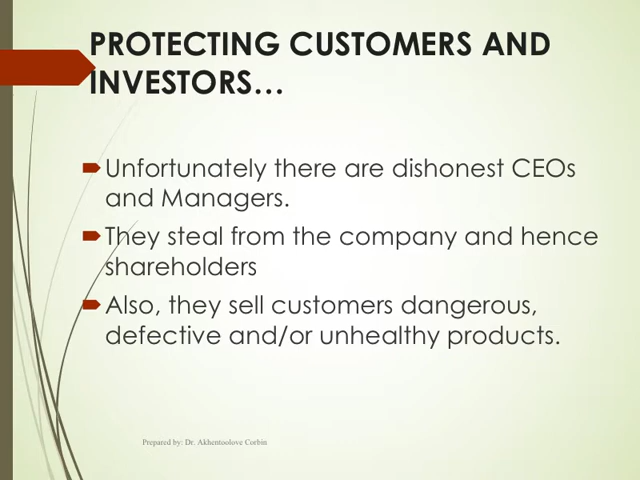 PROTECTING CUSTOMERS AND
INVESTORS…
Unfortunately there are dishonest CEOs
and Managers.
They steal from the company and hence
shareholders
Also, they sell customers dangerous,
defective and/or unhealthy products.
Prepared by: Dr. Akhentoolove Corbin